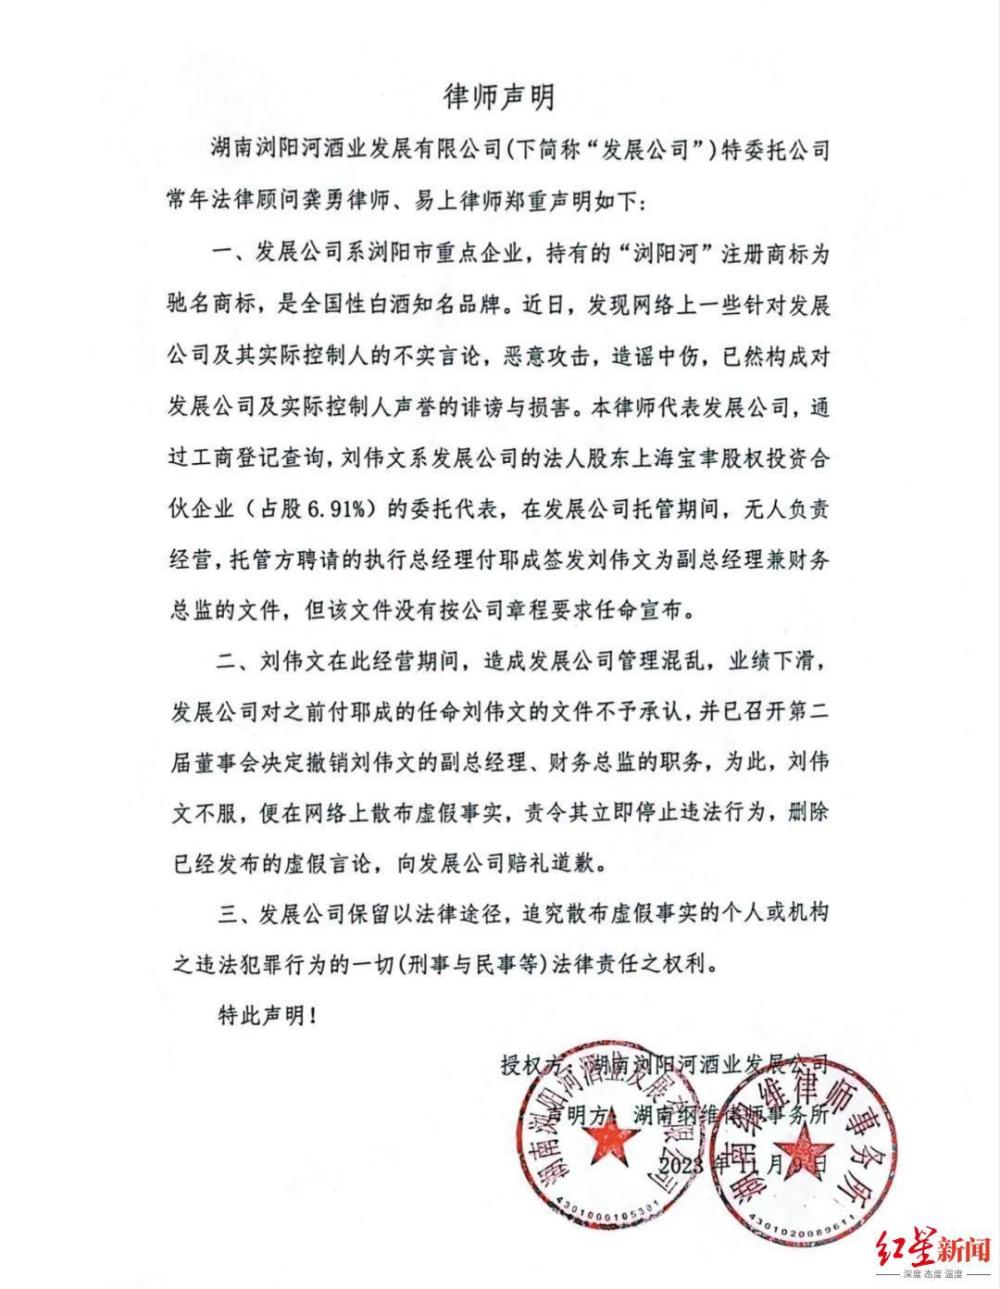 律师声明
湖南浏阳河酒业发展有限公司(下简称“发展公司”)特委托公司
常年法律顾问龚勇律师、易上律师郑重声明如下:
一、发展公司系浏阳市重点企业，持有的“浏阳河”注册商标为
驰名商标，是全国性白酒知名品牌。近日，发现网络上一些针对发展
公司及其实际控制人的不实言论，恶意攻击，造谣中伤，已然构成对
发展公司及实际控制人声誉的诽谤与损害。本律师代表发展公司，通
过工商登记查询，刘伟文系发展公司的法人股东上海宝聿股权投资合
伙企业（占股6.91%）的委托代表，在发展公司托管期间，无人负责
经营，托管方聘请的执行总经理付耶成签发刘伟文为副总经理兼财务
总监的文件，但该文件没有按公司章程要求任命宣布。
二、刘伟文在此经营期间，造成发展公司管理混乱，业绩下滑，
发展公司对之前付耶成的任命刘伟文的文件不予承认，并已召开第二
届董事会决定撤销刘伟文的副总经理、财务总监的职务，为此，刘伟
文不服，便在网络上散布虚假事实，责令其立即停止违法行为，删除
已经发布的虚假言论，向发展公司赔礼道歉。
三、发展公司保留以法律途径，追究散布虚假事实的个人或机构
之违法犯罪行为的一切(刑事与民事等)法律责任之权利。
特此声明！
授权方：湖南浏阳河酒业发展公司
声明方：湖南纲维律师事务所
2023年11月9日
湖南浏阳河酒业发展有限公司
4301000105301
湖南纲维律师事务所
4301020089611
红星新闻
深度 态度 温度